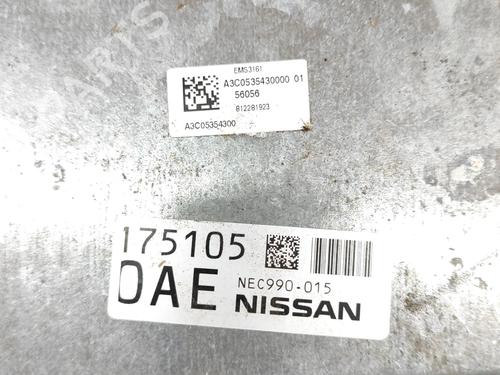 EMS3161
A3C0535430000 01
56056
812281923
A3C05354300
175105
0AE NEC990-015
NISSAN